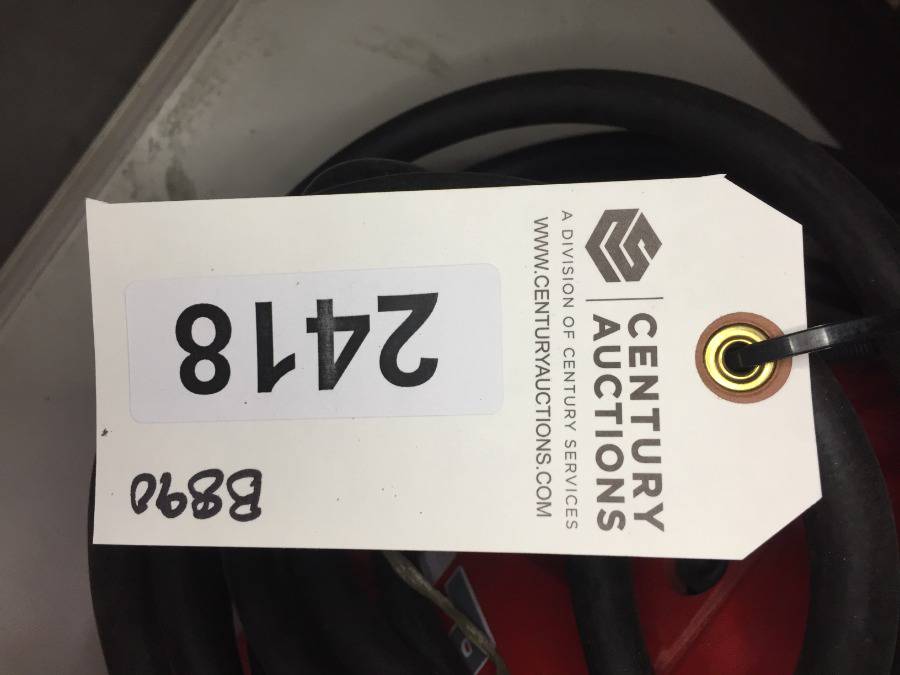 CENTURY
AUCTIONS
A DIVISION OF CENTURY SERVICES
WWW.CENTURYAUCTIONS.COM
2418
B890